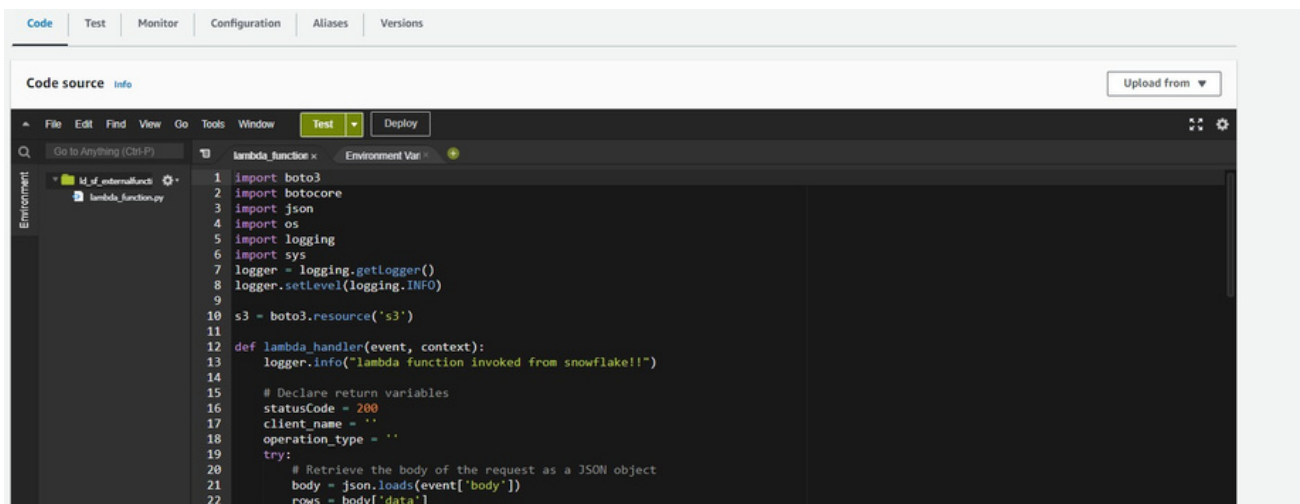 Code Test Monitor Configuration Aliases Versions
Code source Info
Upload from
File Edit Find View Go Tools Window Test Deploy
Go to Anything (Ctrl-P)
lambda_function Environment Var
Environment
lambda_function.py
1 import boto3
2 import botocore
3 import json
4 import os
5 import logging
6 import sys
7 logger = logging.getLogger()
8 logger.setLevel(logging.INFO)
9
10 s3 = boto3.resource('s3')
11
12 def lambda_handler(event, context):
13 logger.info("lambda function invoked from snowflake!!")
14
15 # Declare return variables
16 statusCode = 200
17 client_name = ''
18 operation_type = ''
19 try:
20 # Retrieve the body of the request as a JSON object
21 body = json.loads(event['body'])
22 rows = body['data']